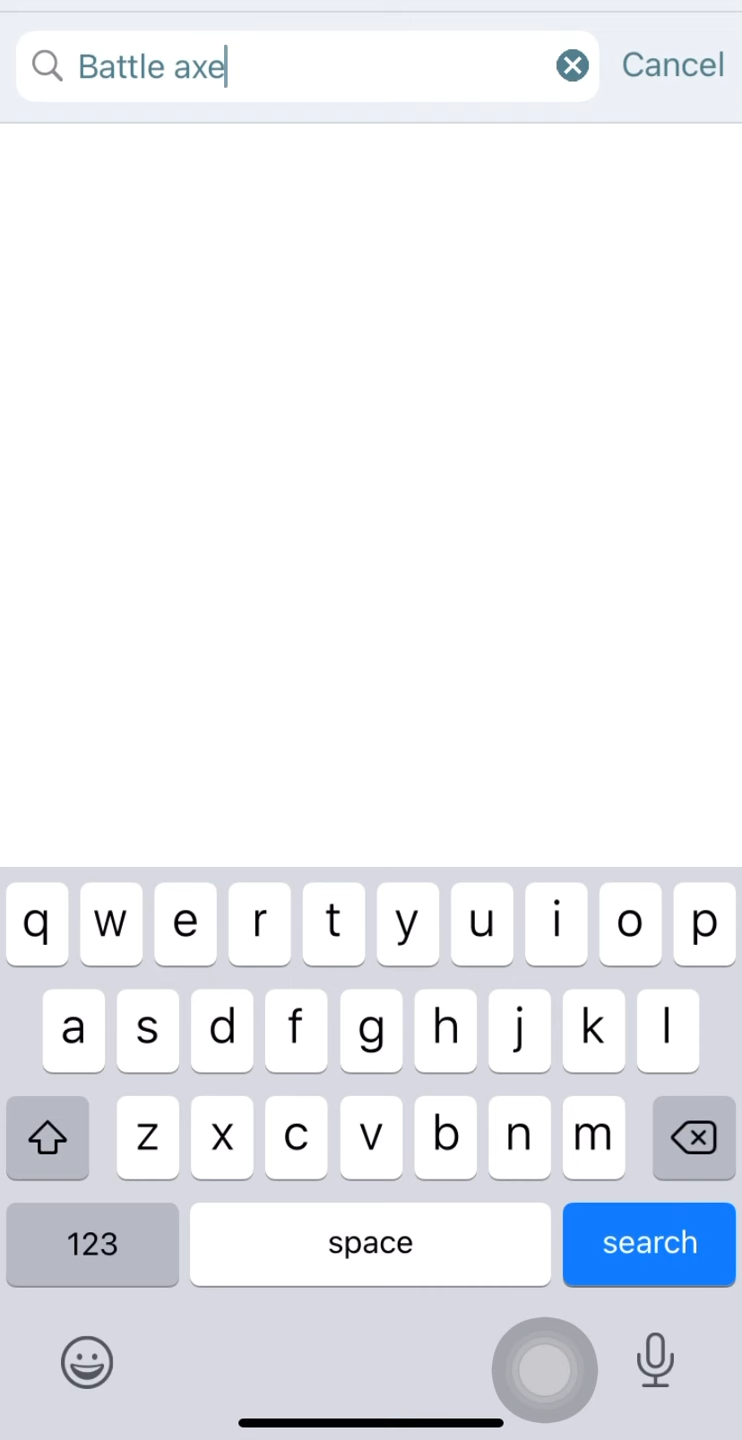 Battle axe
Cancel
q w e r t y u i o p
a s d f g h j k l
z x c v b n m
123 space search